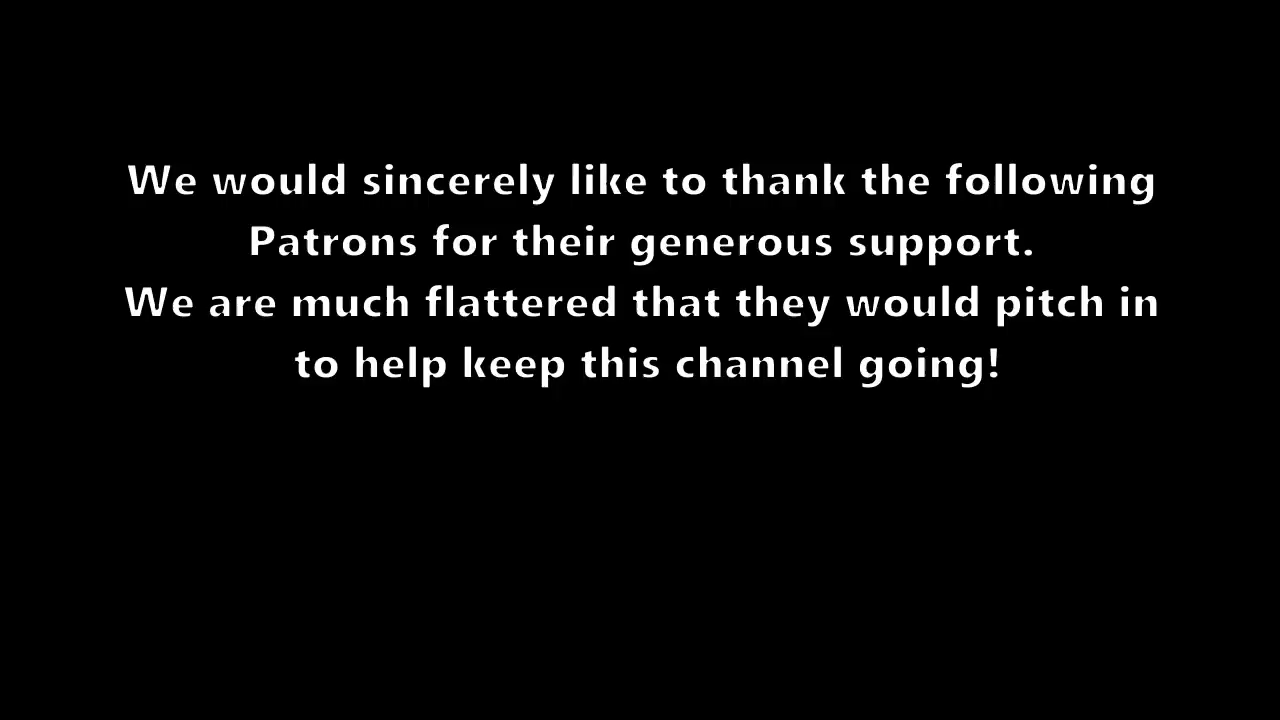 We would sincerely like to thank the following
Patrons for their generous support.
We are much flattered that they would pitch in
to help keep this channel going!